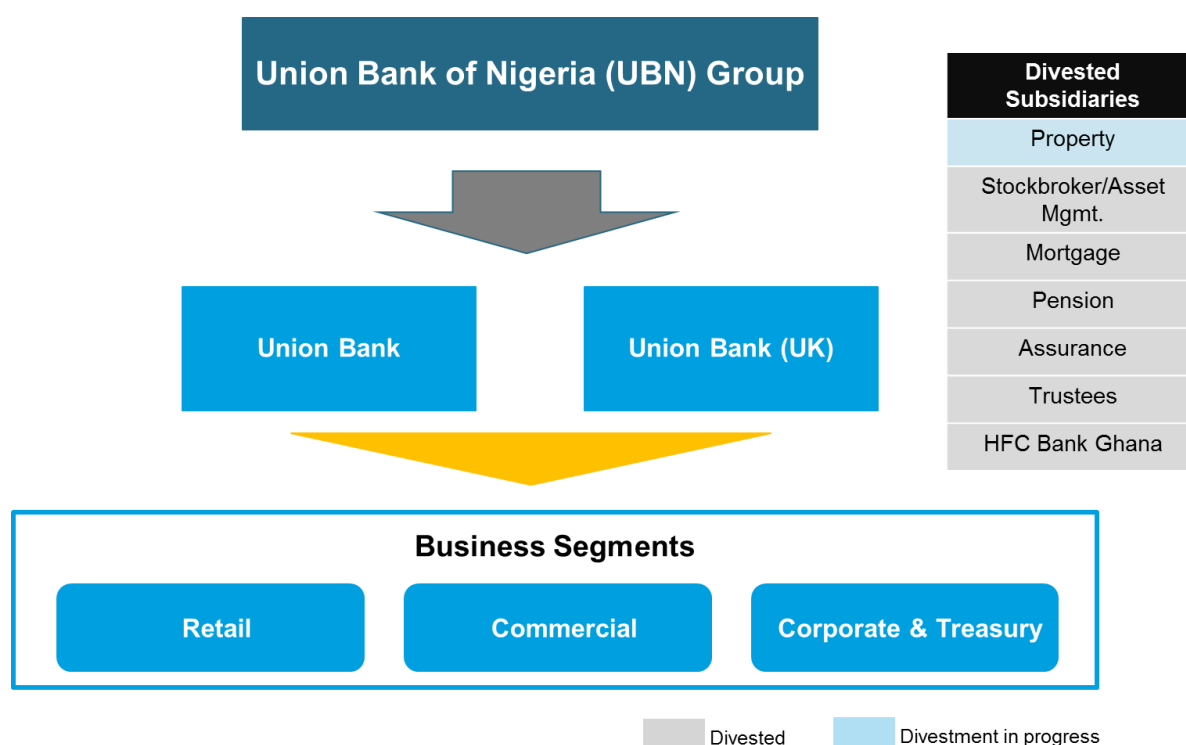 Union Bank of Nigeria (UBN) Group
Union Bank
Union Bank (UK)
Business Segments
Retail
Commercial
Corporate & Treasury
Divested
Subsidiaries
Property
Stockbroker/Asset
Mgmt.
Mortgage
Pension
Assurance
Trustees
HFC Bank Ghana
Divested
Divestment in progress